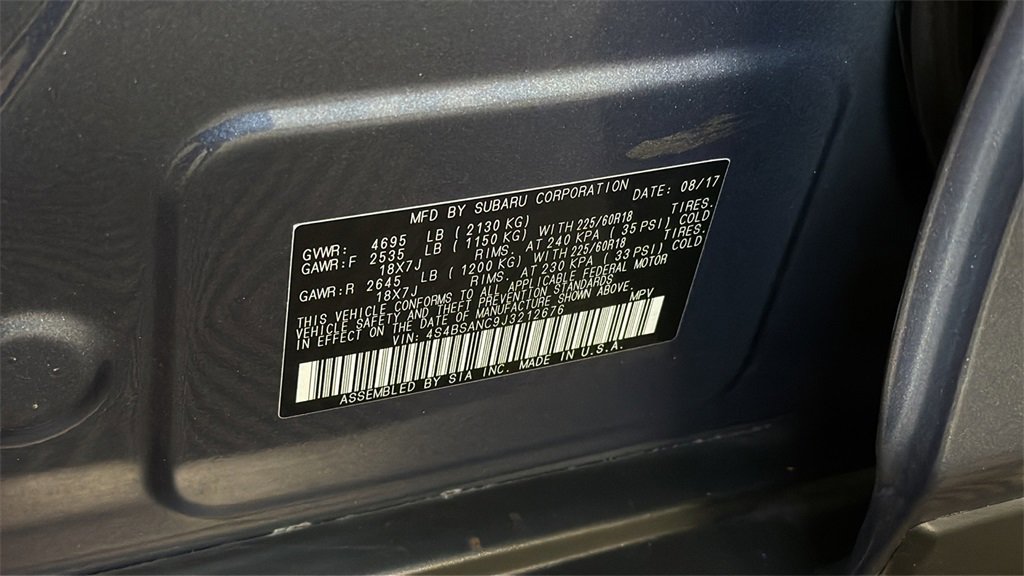 MFD BY SUBARU CORPORATION DATE: 08/17
GVWR: 4695 LB ( 2130 KG)
GAWR:F 2535 LB ( 1150 KG) WITH 225/60R18 TIRES.
18X7J RIMS. AT 240 KPA ( 35 PSI) COLD
GAWR:R 2645 LB ( 1200 KG) WITH 225/60R18 TIRES.
18X7J RIMS. AT 230 KPA ( 33 PSI) COLD
THIS VEHICLE CONFORMS TO ALL APPLICABLE FEDERAL MOTOR
VEHICLE SAFETY AND THEFT PREVENTION STANDARDS
IN EFFECT ON THE DATE OF MANUFACTURE SHOWN ABOVE.
VIN: 4S4BSANC9J3212676 MPV
ASSEMBLED BY SIA INC. MADE IN U.S.A.